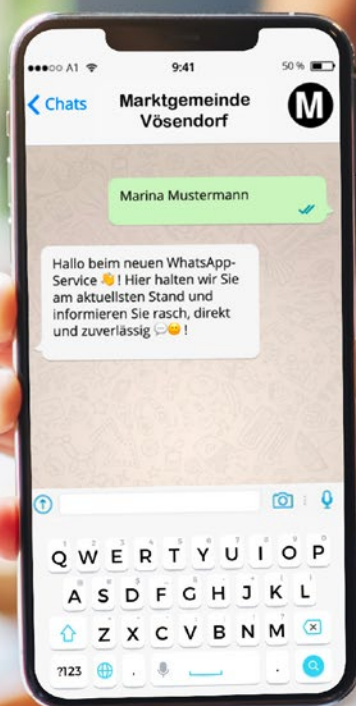 A1
9:41
50 %
Chats
Marktgemeinde
Vösendorf
M
Marina Mustermann
Hallo beim neuen WhatsApp-
Service 👋 ! Hier halten wir Sie
am aktuellsten Stand und
informieren Sie rasch, direkt
und zuverlässig 💬😊 !
Q W E R T Y U I O P
A S D F G H J K L
Z X C V B N M
?123 , .